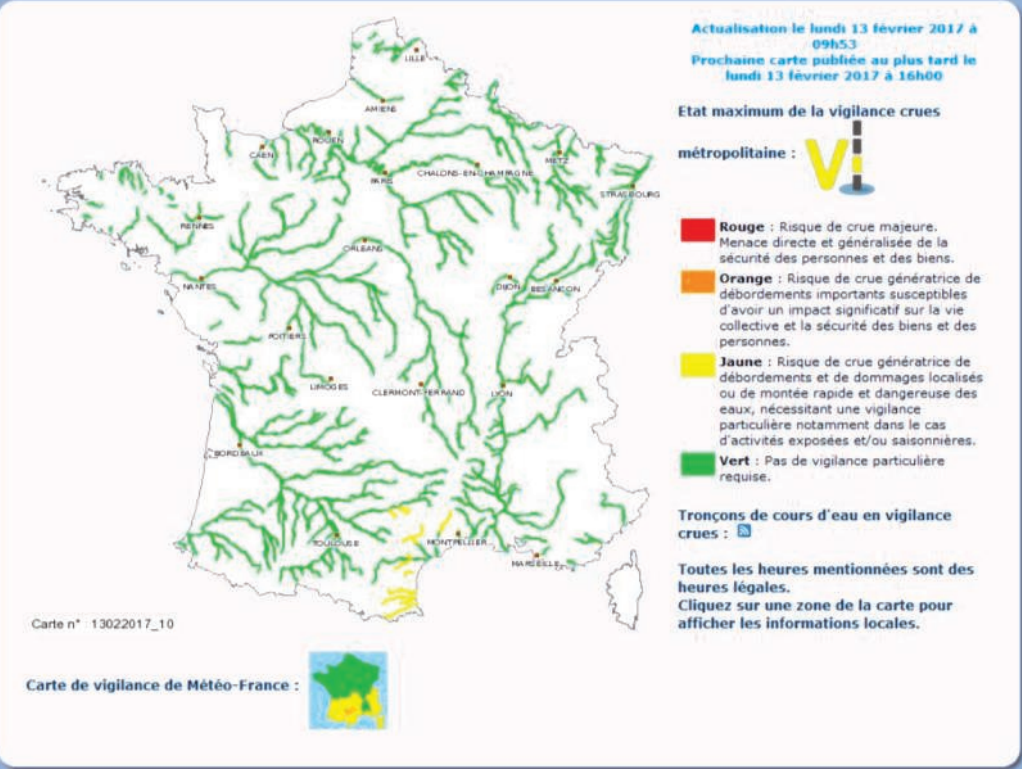 Actualisation le lundi 13 février 2017 à
09h53
Prochaine carte publiée au plus tard le
lundi 13 février 2017 à 16h00
Etat maximum de la vigilance crues
métropolitaine :
Rouge : Risque de crue majeure.
Menace directe et généralisée de la
sécurité des personnes et des biens.
Orange : Risque de crue génératrice de
débordements importants susceptibles
d'avoir un impact significatif sur la vie
collective et la sécurité des biens et des
personnes.
Jaune : Risque de crue génératrice de
débordements et de dommages localisés
ou de montée rapide et dangereuse des
eaux, nécessitant une vigilance
particulière notamment dans le cas
d'activités exposées et/ou saisonnières.
Vert : Pas de vigilance particulière
requise.
Tronçons de cours d'eau en vigilance
crues :
Toutes les heures mentionnées sont des
heures légales.
Cliquez sur une zone de la carte pour
afficher les informations locales.
LILLE
AMIENS
ROUEN
CAEN
METZ
PARIS
CHALONS-EN-CHAMPAGNE
STRASBOURG
RENNES
ORLEANS
NANTES
DIJON
BESANCON
POITIERS
LIMOGES
CLERMONT-FERRAND
LYON
BORDEAUX
TOULOUSE
MONTPELLIER
MARSEILLE
Carte n° : 13022017_10
Carte de vigilance de Météo-France :